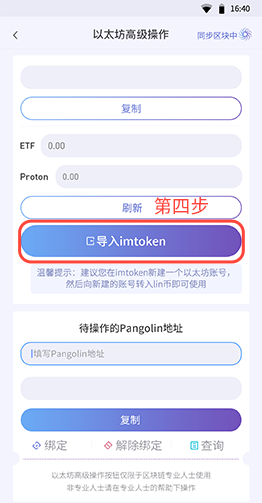 16:40
以太坊高级操作
同步区块中
复制
ETF 0.00
Proton 0.00
刷新
第四步
导入imtoken
温馨提示：建议您在imtoken新建一个以太坊账号，
然后向新建的账号转入lin币即可使用
待操作的Pangolin地址
填写Pangolin地址
复制
绑定 解除绑定 查询
以太坊高级操作按钮仅限于区块链专业人士使用
非专业人士请在专业人士的帮助下操作